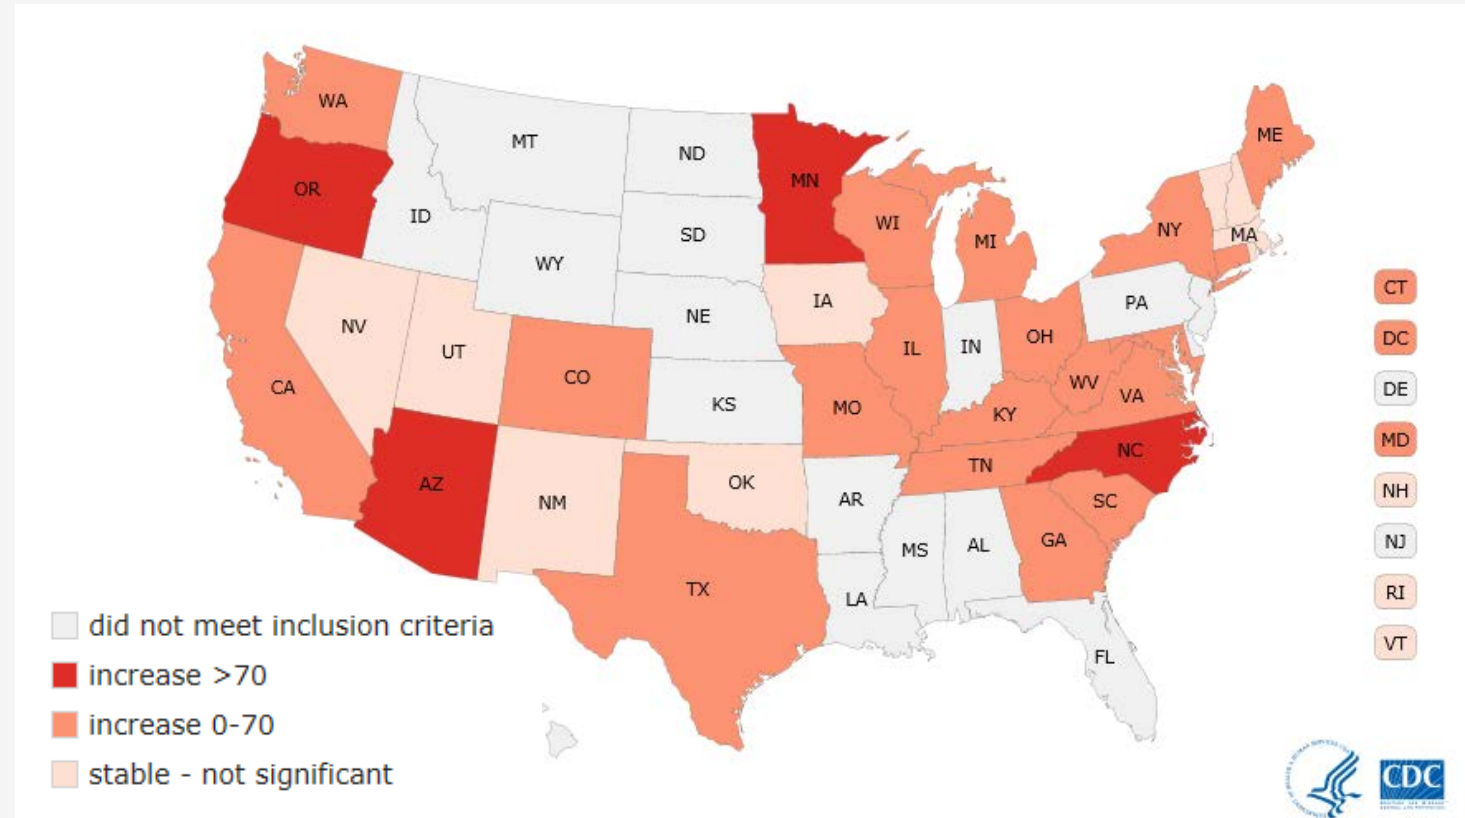 WA
MT
ND
MN
ME
OR
ID
SD
WI
MI
NY
MA
WY
NE
IA
PA
NV
UT
CO
KS
MO
IL
IN
OH
WV
VA
KY
CA
AZ
NM
OK
AR
TN
NC
SC
MS
AL
GA
TX
LA
FL
CT
DC
DE
MD
NH
NJ
RI
VT
did not meet inclusion criteria
increase >70
increase 0-70
stable - not significant
CDC